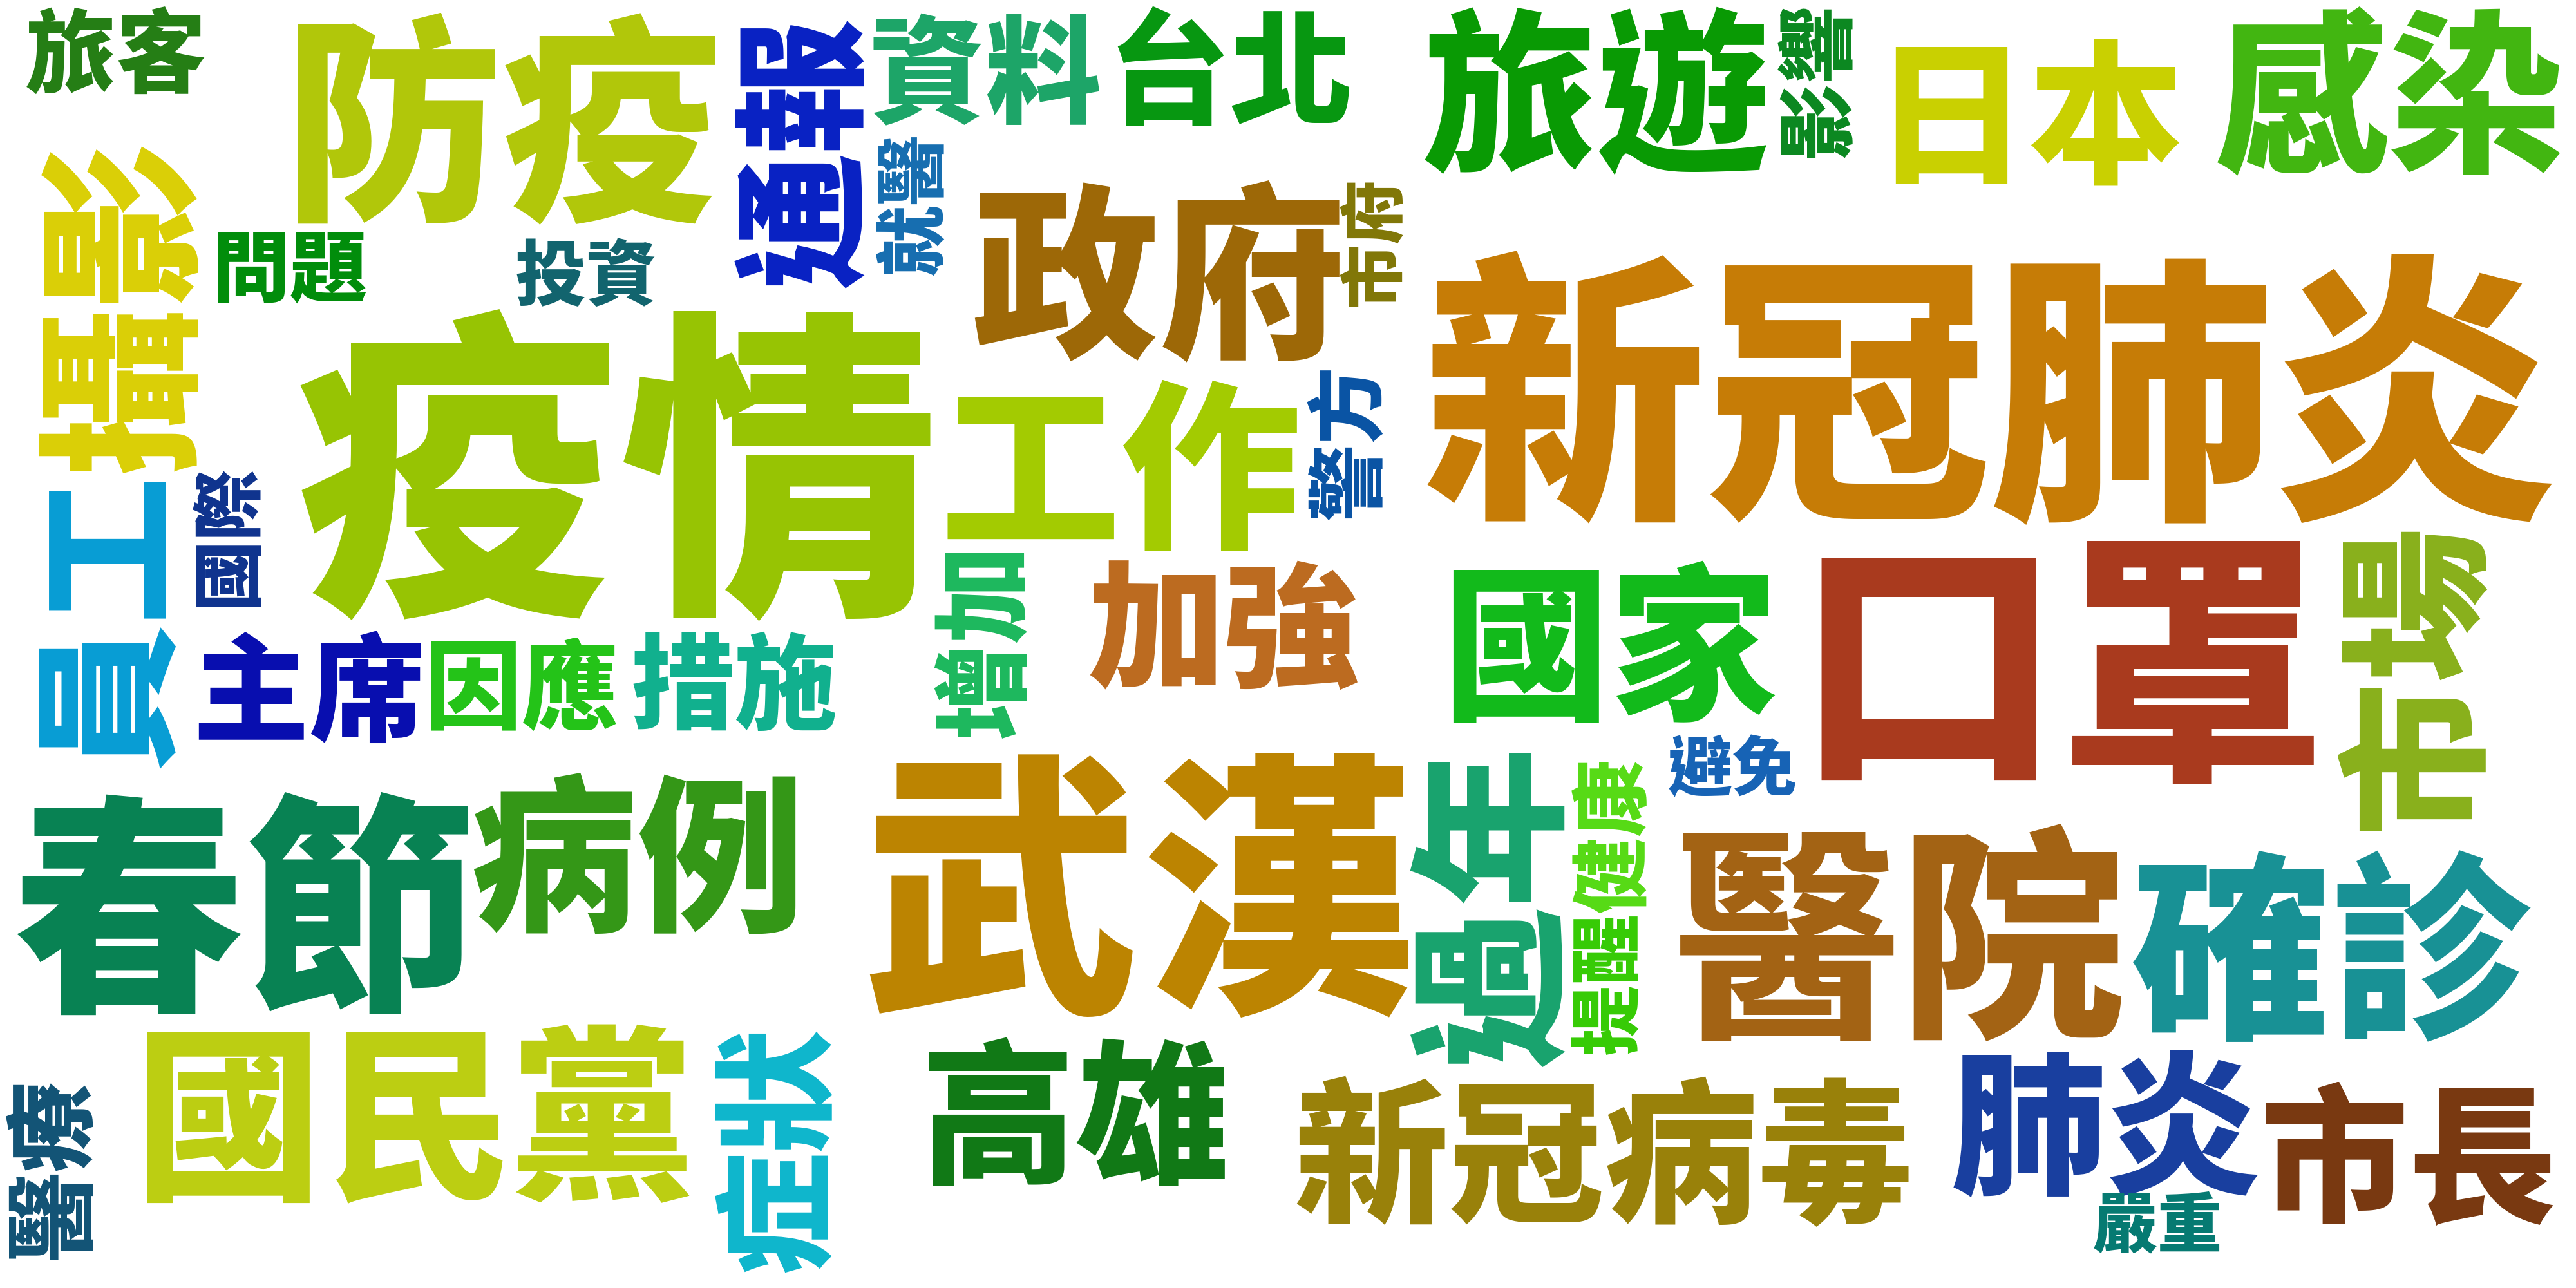 旅客
防疫
通報
資料
台北
旅遊
影響
日本
感染
攝影
問題
投資
就醫
政府
市府
新冠肺炎
疫情
工作
警方
員工
國際
主席
因應
措施
增加
加強
國家
口罩
市場
春節
病例
武漢
過年
健康
提醒
避免
醫院
確診
醫療
國民黨
症狀
高雄
新冠病毒
肺炎
嚴重
市長